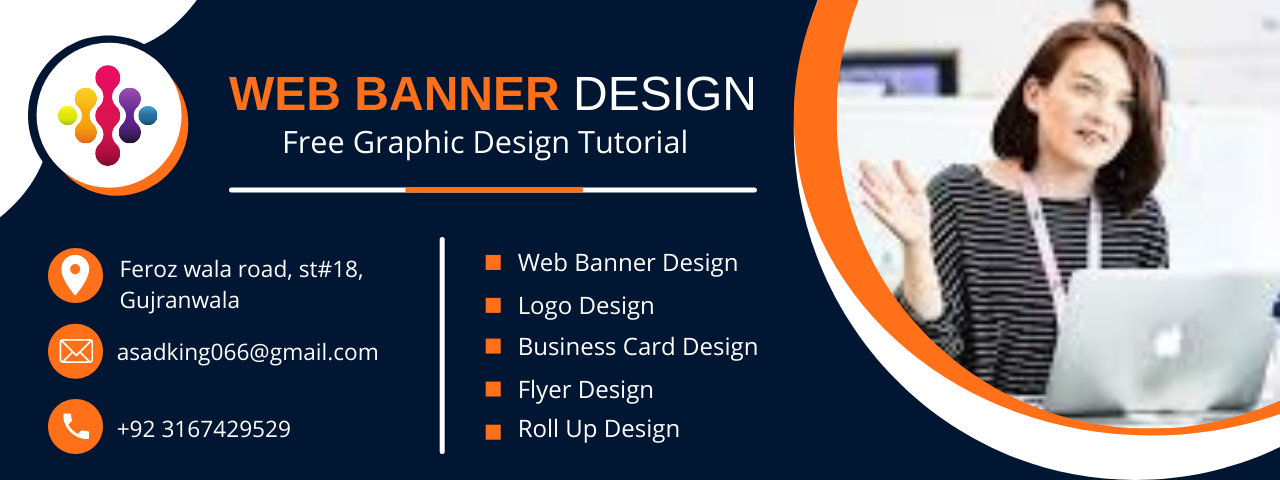 WEB BANNER DESIGN
Free Graphic Design Tutorial
Feroz wala road, st#18,
Gujranwala
asadking066@gmail.com
+92 3167429529
Web Banner Design
Logo Design
Business Card Design
Flyer Design
Roll Up Design